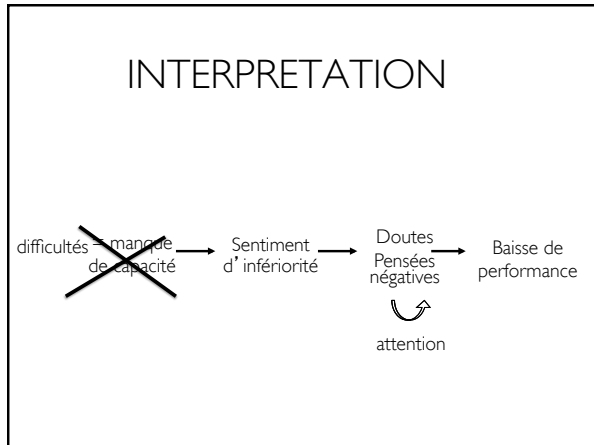 INTERPRETATION
difficultés = manque
de capacité
Sentiment
d'infériorité
Doutes
Pensées
négatives
Baisse de
performance
attention